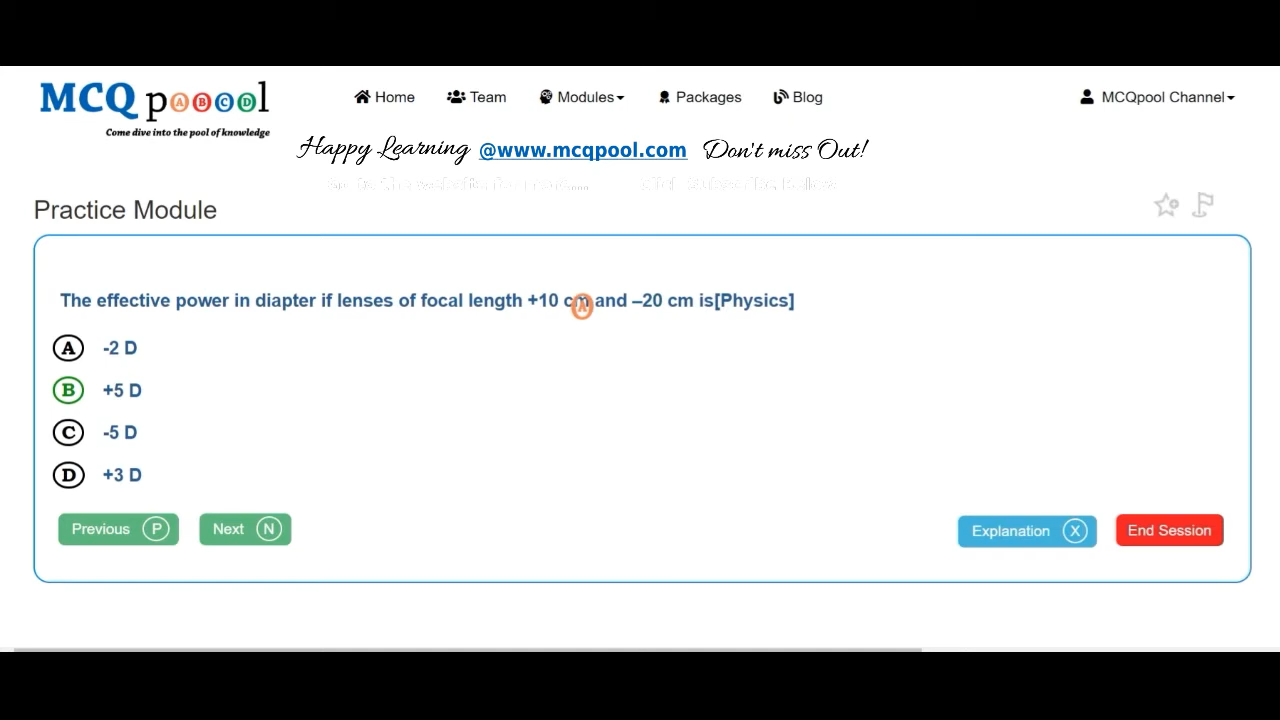 MCQ pooool
Come dive into the pool of knowledge
Home Team Modules Packages Blog MCQpool Channel
Happy Learning @www.mcqpool.com Don't miss Out!
Practice Module
The effective power in diapter if lenses of focal length +10 cm and –20 cm is[Physics]
A -2 D
B +5 D
C -5 D
D +3 D
Previous P Next N Explanation X End Session